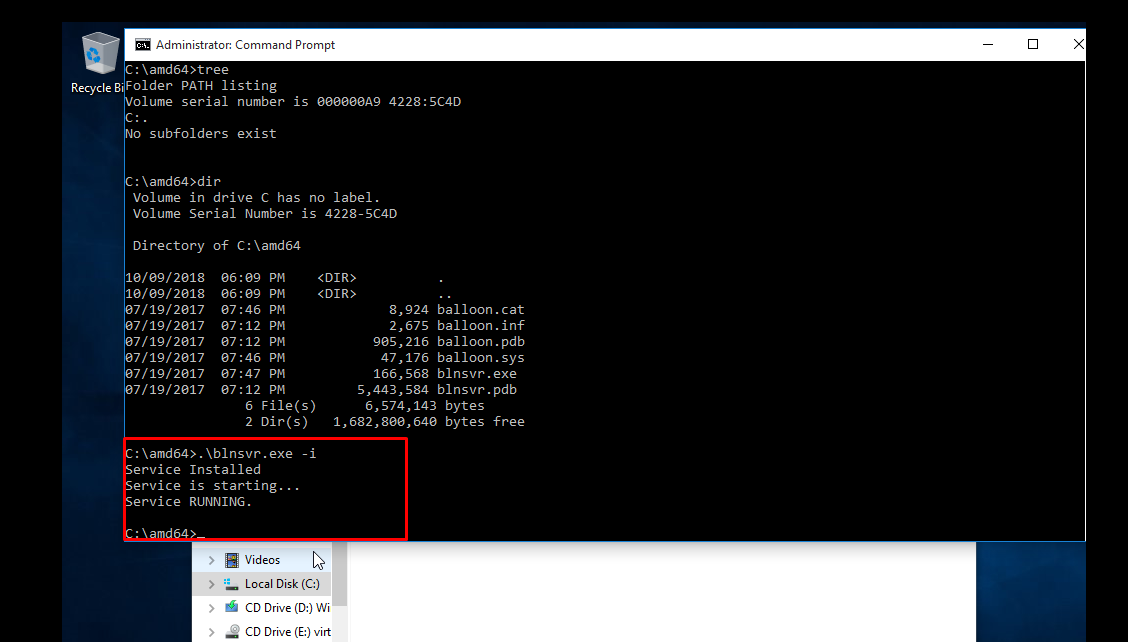 Recycle Bi
Administrator: Command Prompt
C:\amd64>tree
Folder PATH listing
Volume serial number is 000000A9 4228:5C4D
C:.
No subfolders exist
C:\amd64>dir
 Volume in drive C has no label.
 Volume Serial Number is 4228-5C4D
 Directory of C:\amd64
10/09/2018  06:09 PM    <DIR>          .
10/09/2018  06:09 PM    <DIR>          ..
07/19/2017  07:46 PM             8,924 balloon.cat
07/19/2017  07:12 PM             2,675 balloon.inf
07/19/2017  07:12 PM           905,216 balloon.pdb
07/19/2017  07:46 PM            47,176 balloon.sys
07/19/2017  07:47 PM           166,568 blnsvr.exe
07/19/2017  07:12 PM         5,443,584 blnsvr.pdb
               6 File(s)      6,574,143 bytes
               2 Dir(s)   1,682,800,640 bytes free
C:\amd64>.\blnsvr.exe -i
Service Installed
Service is starting...
Service RUNNING.
C:\amd64>_
Videos
Local Disk (C:)
CD Drive (D:) Wi
CD Drive (E:) virt